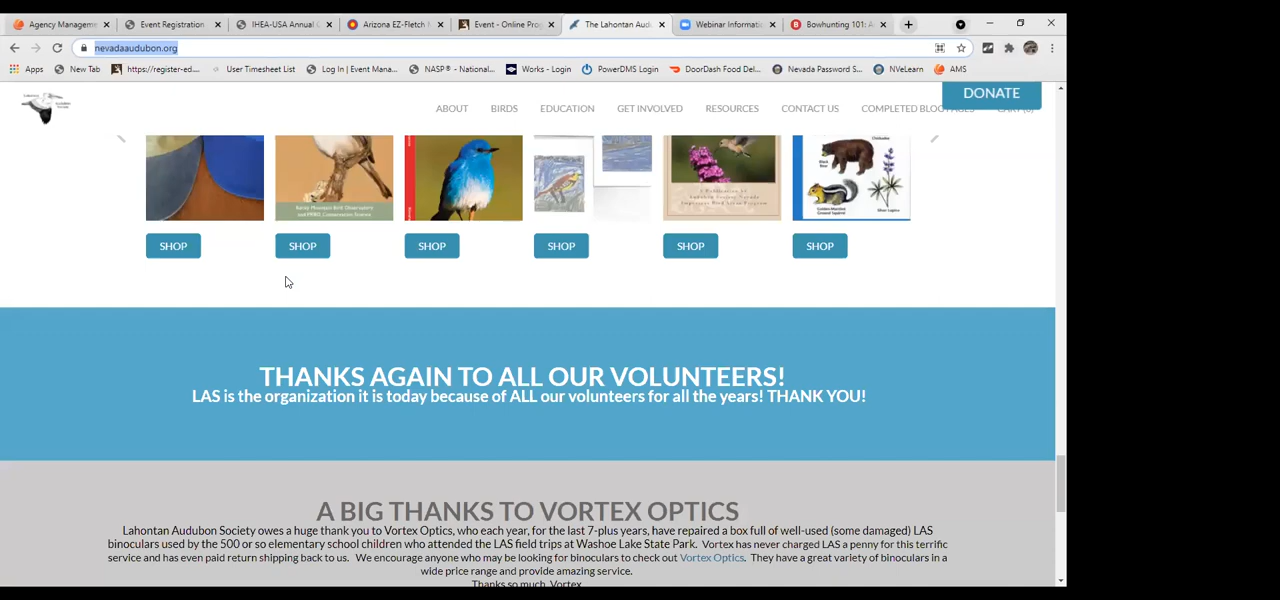 Agency Manageme
Event Registration
IHEA-USA Annual C
Arizona EZ-Fletch M
Event - Online Prog
The Lahontan Audu
Webinar Informati
Bowhunting 101: A
nevadaaudubon.org
Apps
New Tab
https://register-ed....
User Timesheet List
Log In | Event Mana...
NASP® - National...
Works - Login
PowerDMS Login
DoorDash Food Del...
Nevada Password S...
NVeLearn
AMS
DONATE
ABOUT
BIRDS
EDUCATION
GET INVOLVED
RESOURCES
CONTACT US
COMPLETED BLOG PAGES
SHOP
SHOP
SHOP
SHOP
SHOP
SHOP
THANKS AGAIN TO ALL OUR VOLUNTEERS!
LAS is the organization it is today because of ALL our volunteers for all the years! THANK YOU!
A BIG THANKS TO VORTEX OPTICS
Lahontan Audubon Society owes a huge thank you to Vortex Optics, who each year, for the last 7-plus years, have repaired a box full of well-used (some damaged) LAS
binoculars used by the 500 or so elementary school children who attended the LAS field trips at Washoe Lake State Park. Vortex has never charged LAS a penny for this terrific
service and has even paid return shipping back to us. We encourage anyone who may be looking for binoculars to check out Vortex Optics. They have a great variety of binoculars in a
wide price range and provide amazing service.
Thanks so much, Vortex